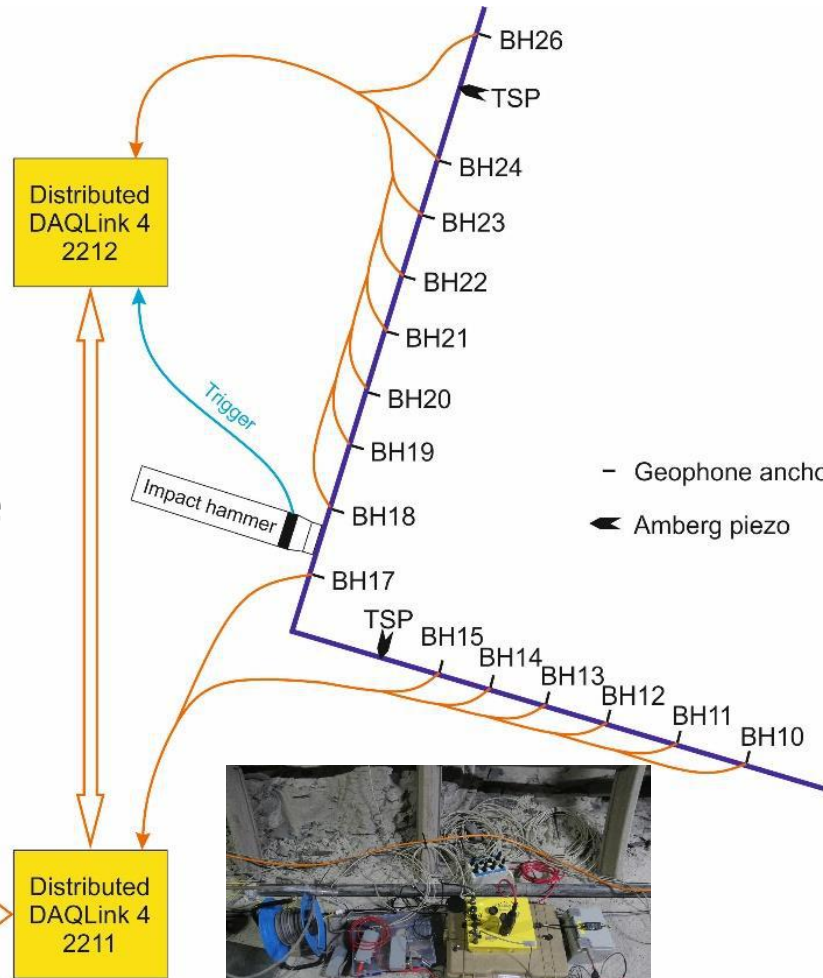 BH26
TSP
BH24
Distributed
DAQLink 4
2212
BH23
BH22
BH21
BH20
Trigger
BH19
Geophone ancho
Impact hammer
BH18
Amberg piezo
BH17
TSP
BH15
BH14
BH13
BH12
BH11
BH10
Distributed
DAQLink 4
2211